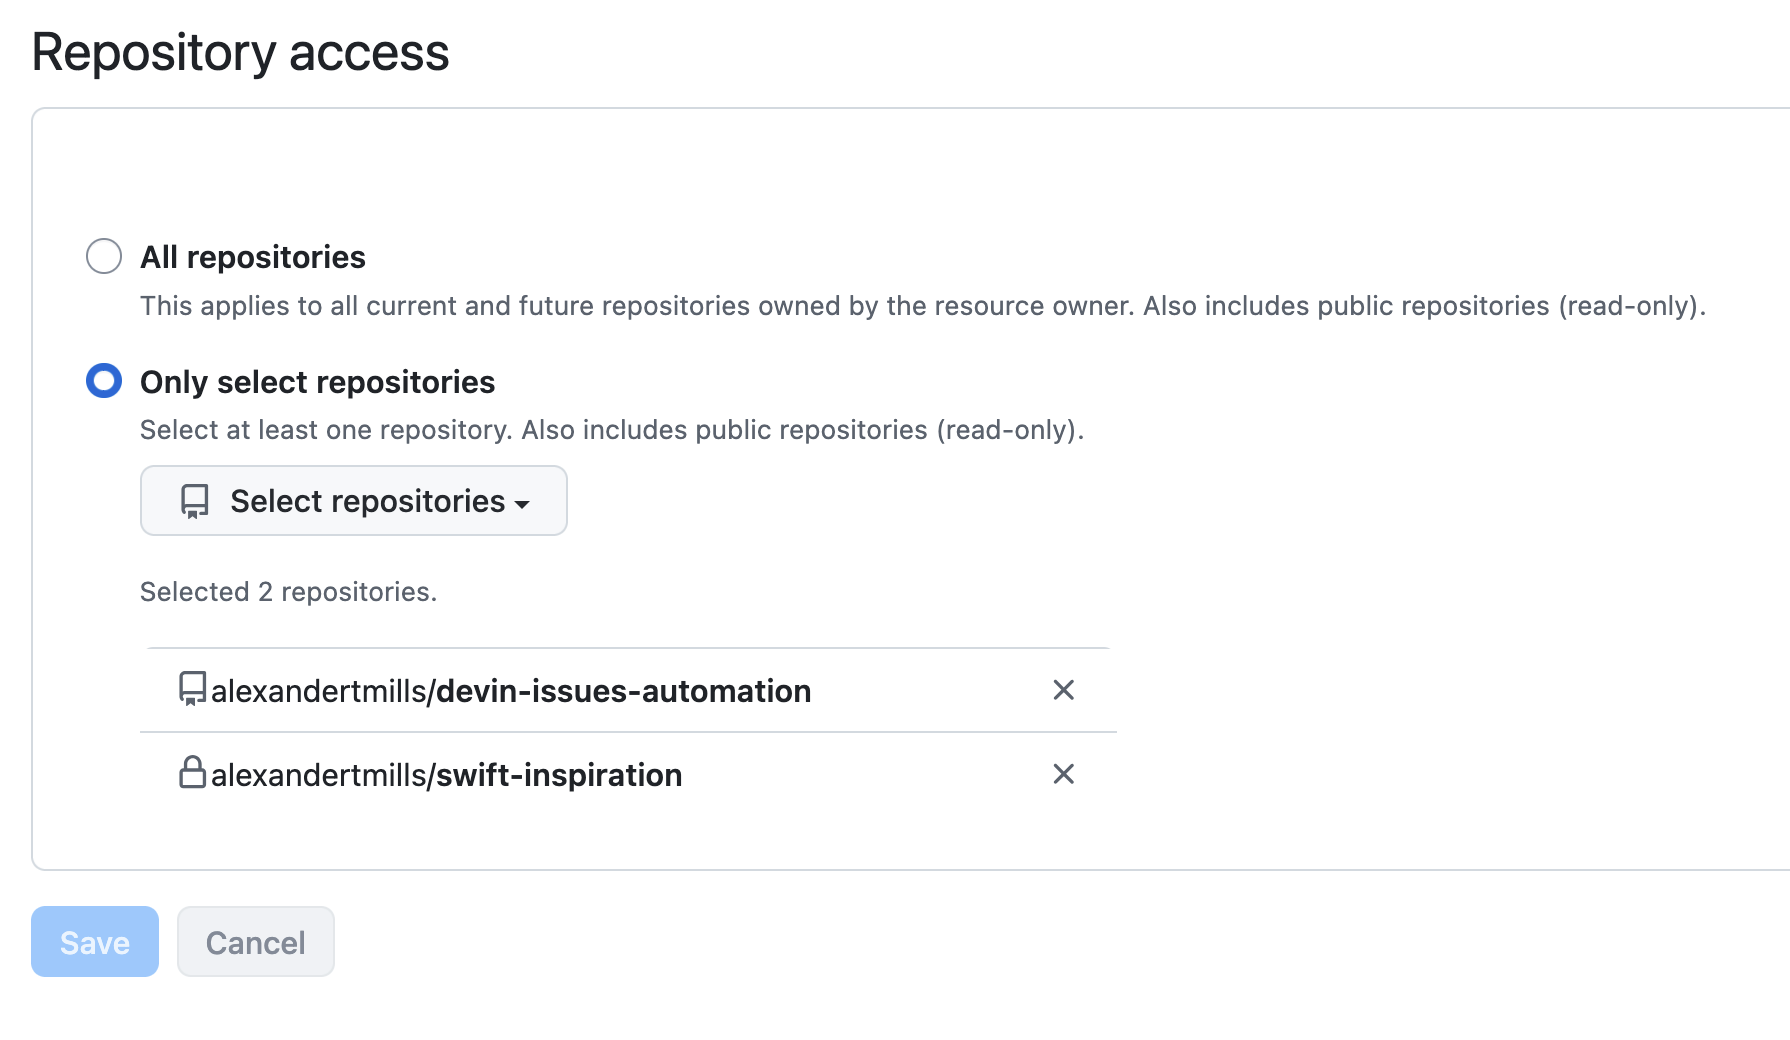 Repository access
All repositories
This applies to all current and future repositories owned by the resource owner. Also includes public repositories (read-only).
Only select repositories
Select at least one repository. Also includes public repositories (read-only).
Select repositories
Selected 2 repositories.
alexandertmills/devin-issues-automation
alexandertmills/swift-inspiration
Save
Cancel